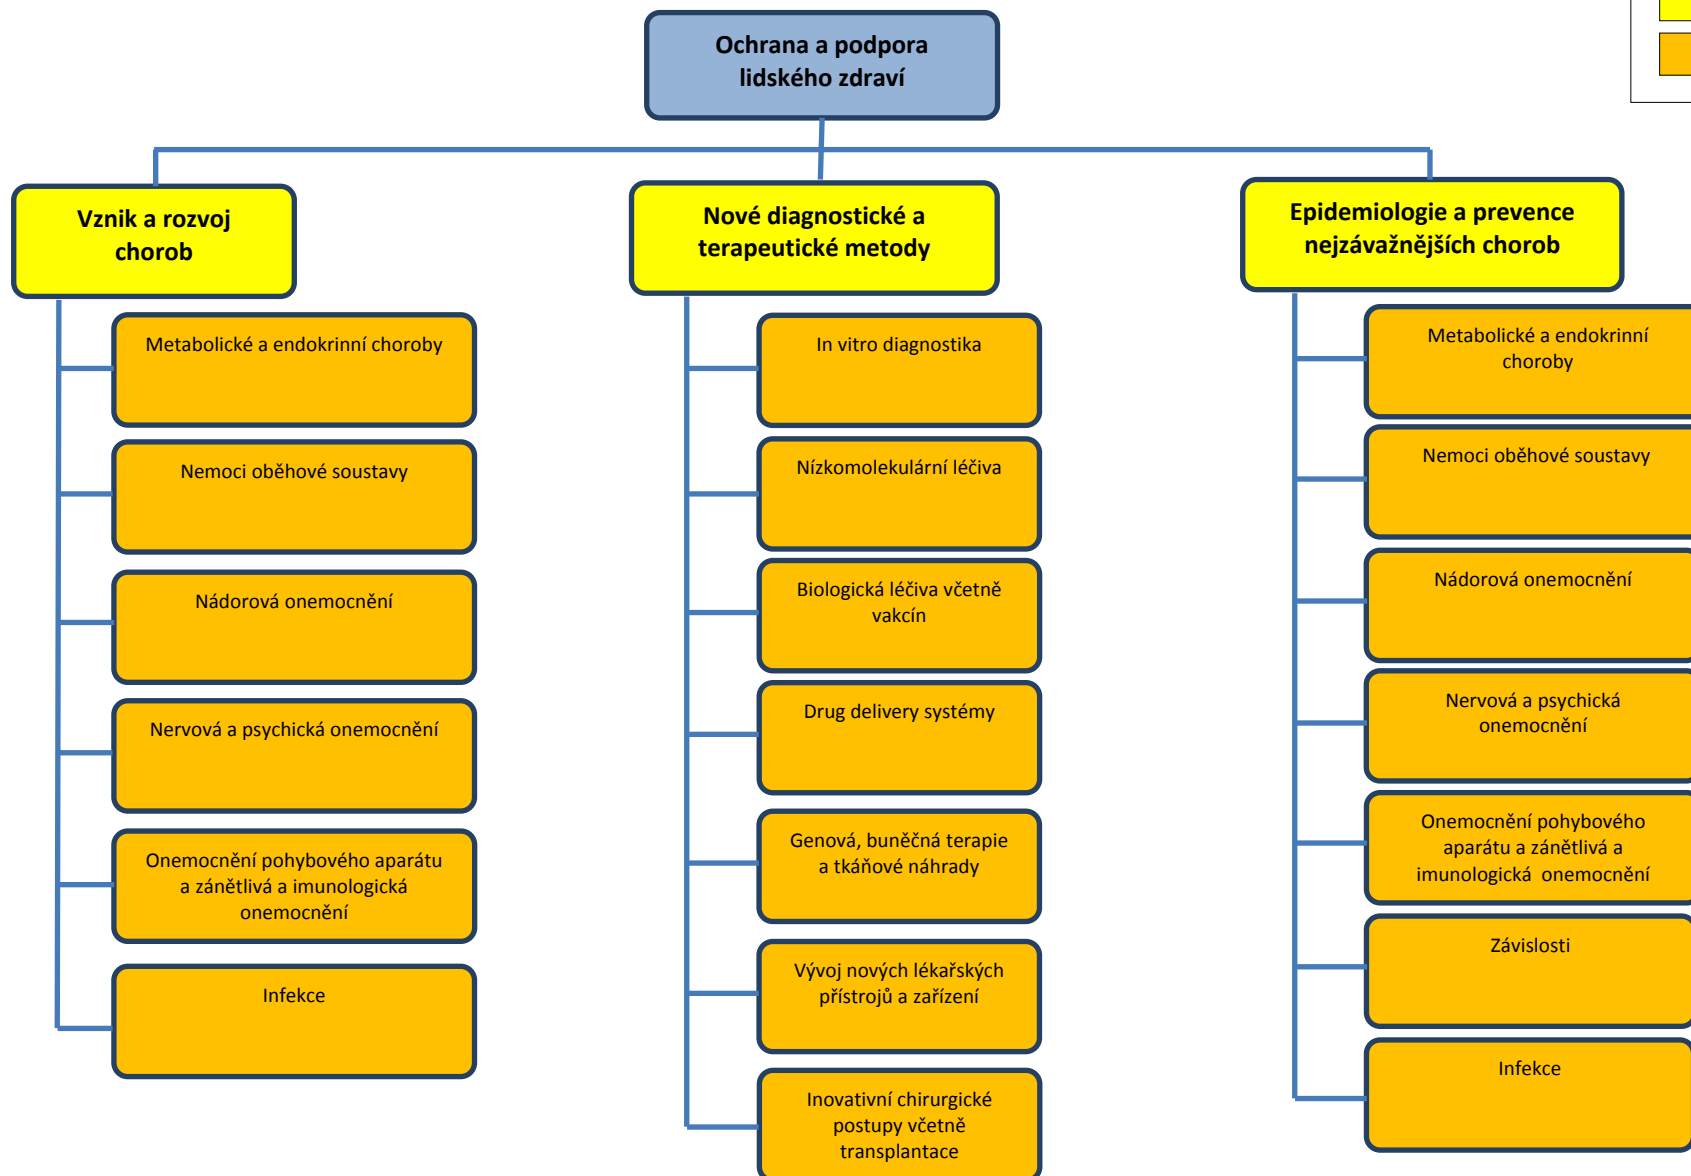 Ochrana a podpora
lidského zdraví
Vznik a rozvoj
chorob
Metabolické a endokrinní choroby
Nemoci oběhové soustavy
Nádorová onemocnění
Nervová a psychická onemocnění
Onemocnění pohybového aparátu
a zánětlivá a imunologická
onemocnění
Infekce
Nové diagnostické a
terapeutické metody
In vitro diagnostika
Nízkomolekulární léčiva
Biologická léčiva včetně
vakcín
Drug delivery systémy
Genová, buněčná terapie
a tkáňové náhrady
Vývoj nových lékařských
přístrojů a zařízení
Inovativní chirurgické
postupy včetně
transplantace
Epidemiologie a prevence
nejzávažnějších chorob
Metabolické a endokrinní
choroby
Nemoci oběhové soustavy
Nádorová onemocnění
Nervová a psychická
onemocnění
Onemocnění pohybového
aparátu a zánětlivá a
imunologická  onemocnění
Závislosti
Infekce